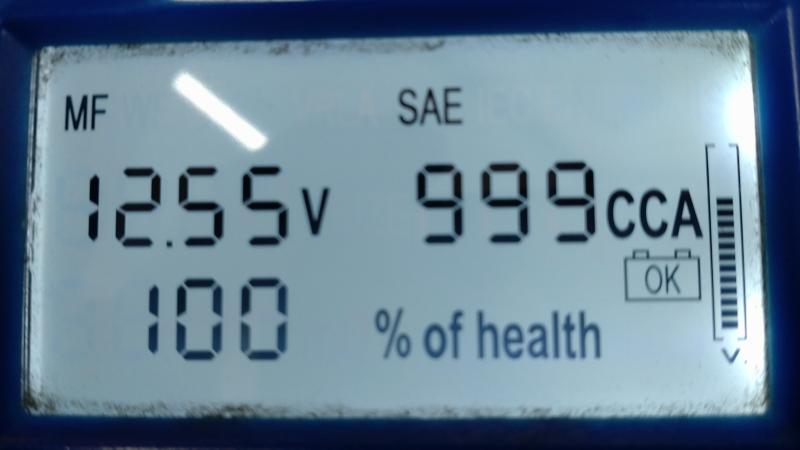 MF SAE
12.55V 999CCA
OK
100 % of health